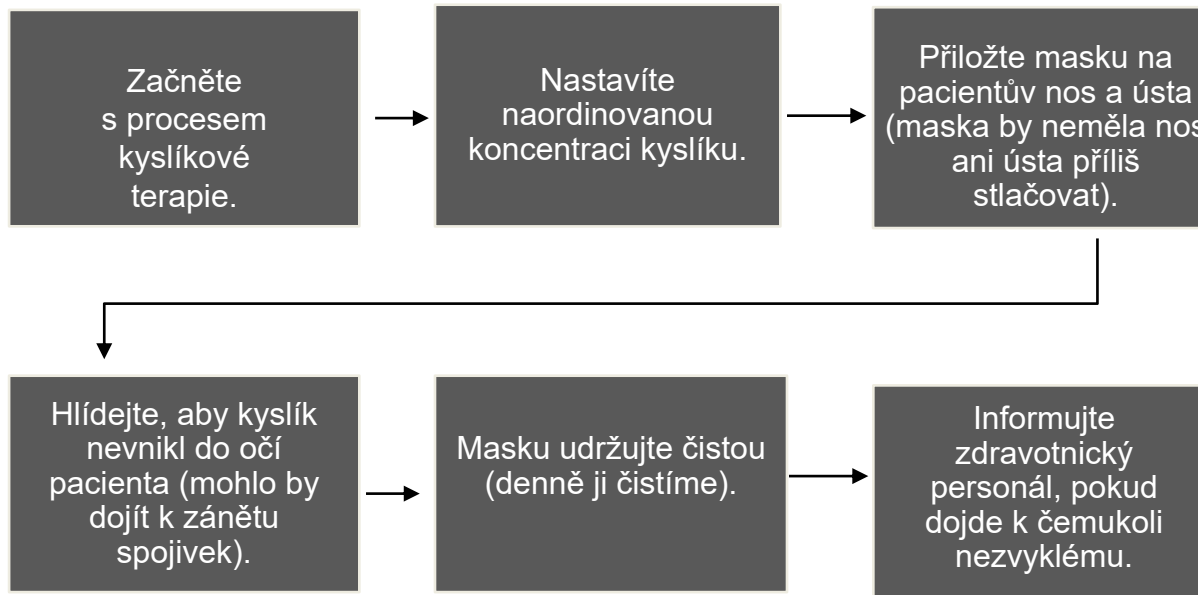 Začněte
s procesem
kyslíkové
terapie.
Nastavíte
naordinovanou
koncentraci kyslíku.
Přiložte masku na
pacientův nos a ústa
(maska by neměla nos
ani ústa příliš
stlačovat).
Hlídejte, aby kyslík
nevnikl do očí
pacienta (mohlo by
dojít k zánětu
spojivek).
Masku udržujte čistou
(denně ji čistíme).
Informujte
zdravotnický
personál, pokud
dojde k čemukoli
nezvyklému.